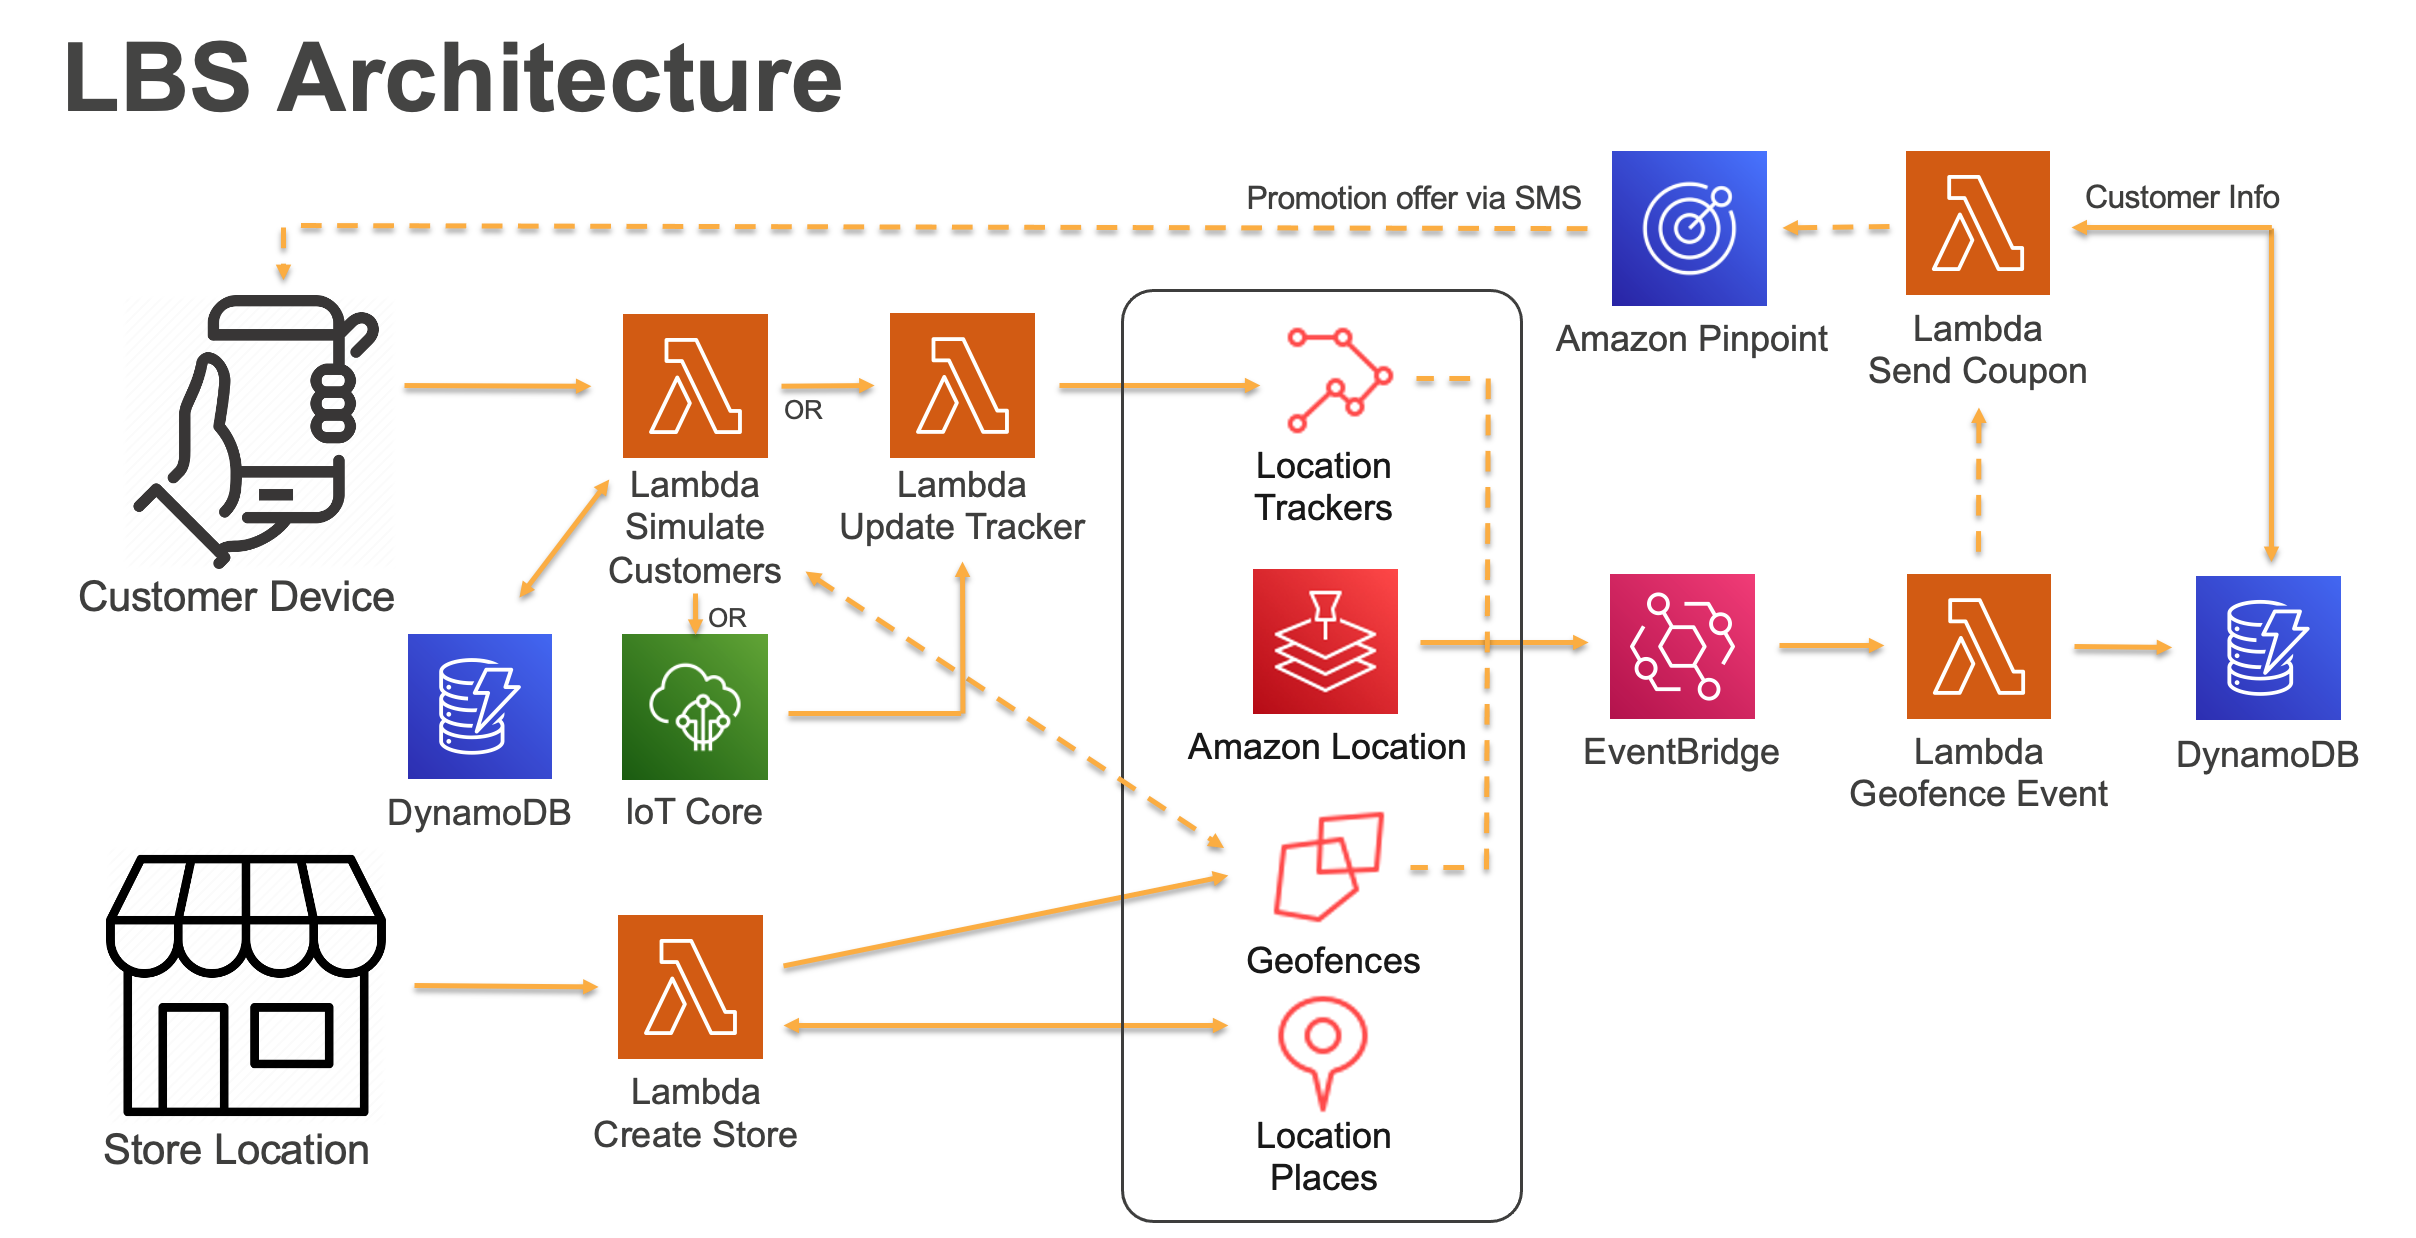 LBS Architecture
Promotion offer via SMS
Customer Info
Amazon Pinpoint
Lambda
Send Coupon
OR
Customer Device
Lambda
Simulate
Customers
Lambda
Update Tracker
Location
Trackers
OR
DynamoDB
IoT Core
Amazon Location
EventBridge
Lambda
Geofence Event
DynamoDB
Geofences
Store Location
Lambda
Create Store
Location
Places